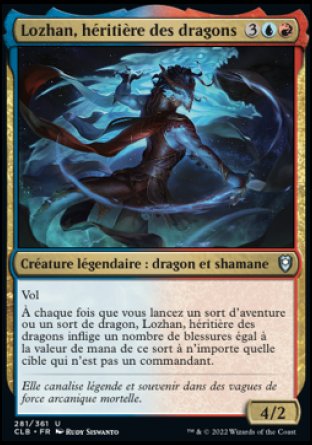 Lozhan, héritière des dragons 3
Créature légendaire : dragon et shamane
Vol
À chaque fois que vous lancez un sort d'aventure
ou un sort de dragon, Lozhan, héritière des
dragons inflige un nombre de blessures égal à
la valeur de mana de ce sort à n'importe quelle
cible qui n'est pas un commandant.
Elle canalise légende et souvenir dans des vagues de
force arcanique mortelle.
4/2
281/361 U
CLB • FR Rudy Siswanto
™ & © 2022 Wizards of the Coast